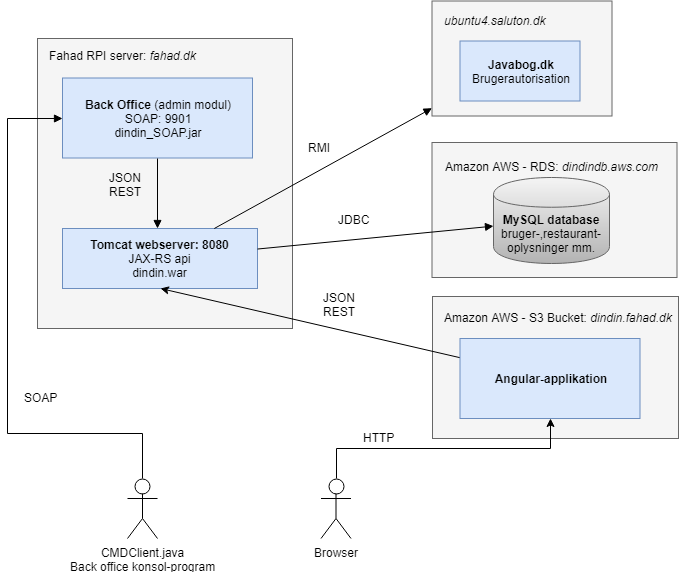 ubuntu4.saluton.dk
Javabog.dk
Brugerautorisation
Fahad RPI server: fahad.dk
Back Office (admin modul)
SOAP: 9901
dindin_SOAP.jar
RMI
JSON
REST
Amazon AWS - RDS: dindindb.aws.com
MySQL database
bruger-,restaurant-
oplysninger mm.
JDBC
Tomcat webserver: 8080
JAX-RS api
dindin.war
JSON
REST
Amazon AWS - S3 Bucket: dindin.fahad.dk
Angular-applikation
SOAP
HTTP
CMDClient.java
Back office konsol-program
Browser